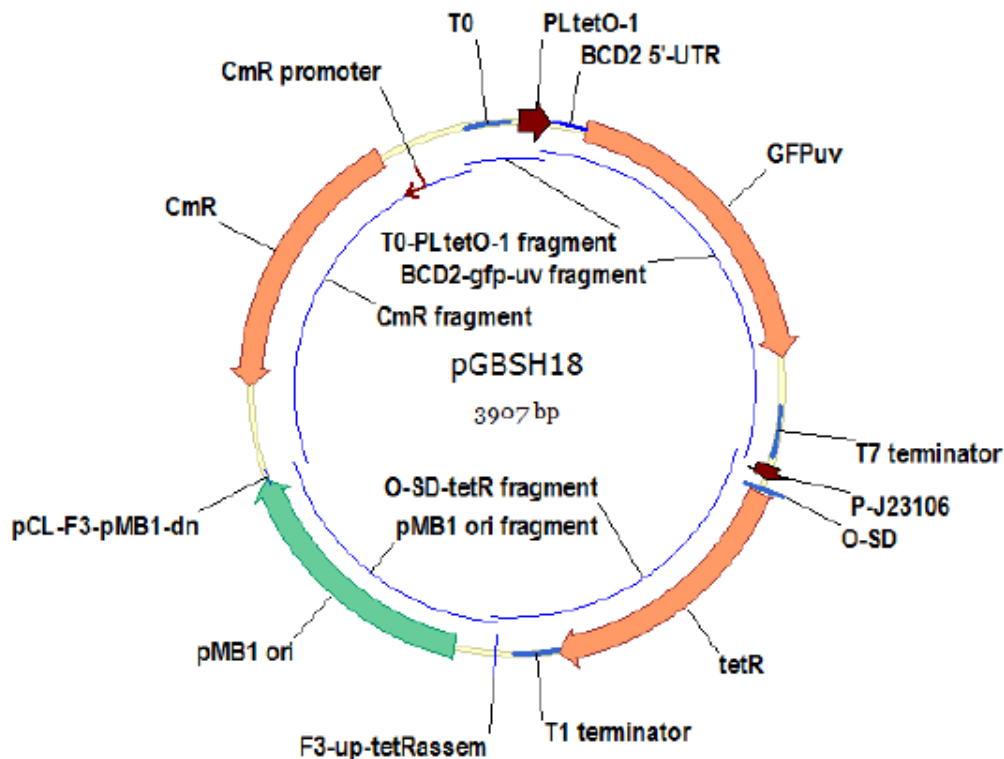 T0
PLtetO-1
BCD2 5'-UTR
CmR promoter
GFPuv
CmR
T0-PLtetO-1 fragment
BCD2-gfp-uv fragment
CmR fragment
pGBSH18
3907 bp
T7 terminator
O-SD-tetR fragment
P-J23106
pMB1 ori fragment
O-SD
pCL-F3-pMB1-dn
pMB1 ori
tetR
T1 terminator
F3-up-tetRassem